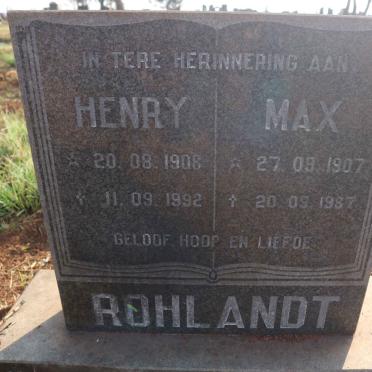 IN TERE HERINNERING AAN
HENRY MAX
☆ 20.08.1906 ☆ 27.09.1907
✝ 11.09.1992 ✝ 20.09.1987
GELOOF HOOP EN LIEFDE
ROHLANDT